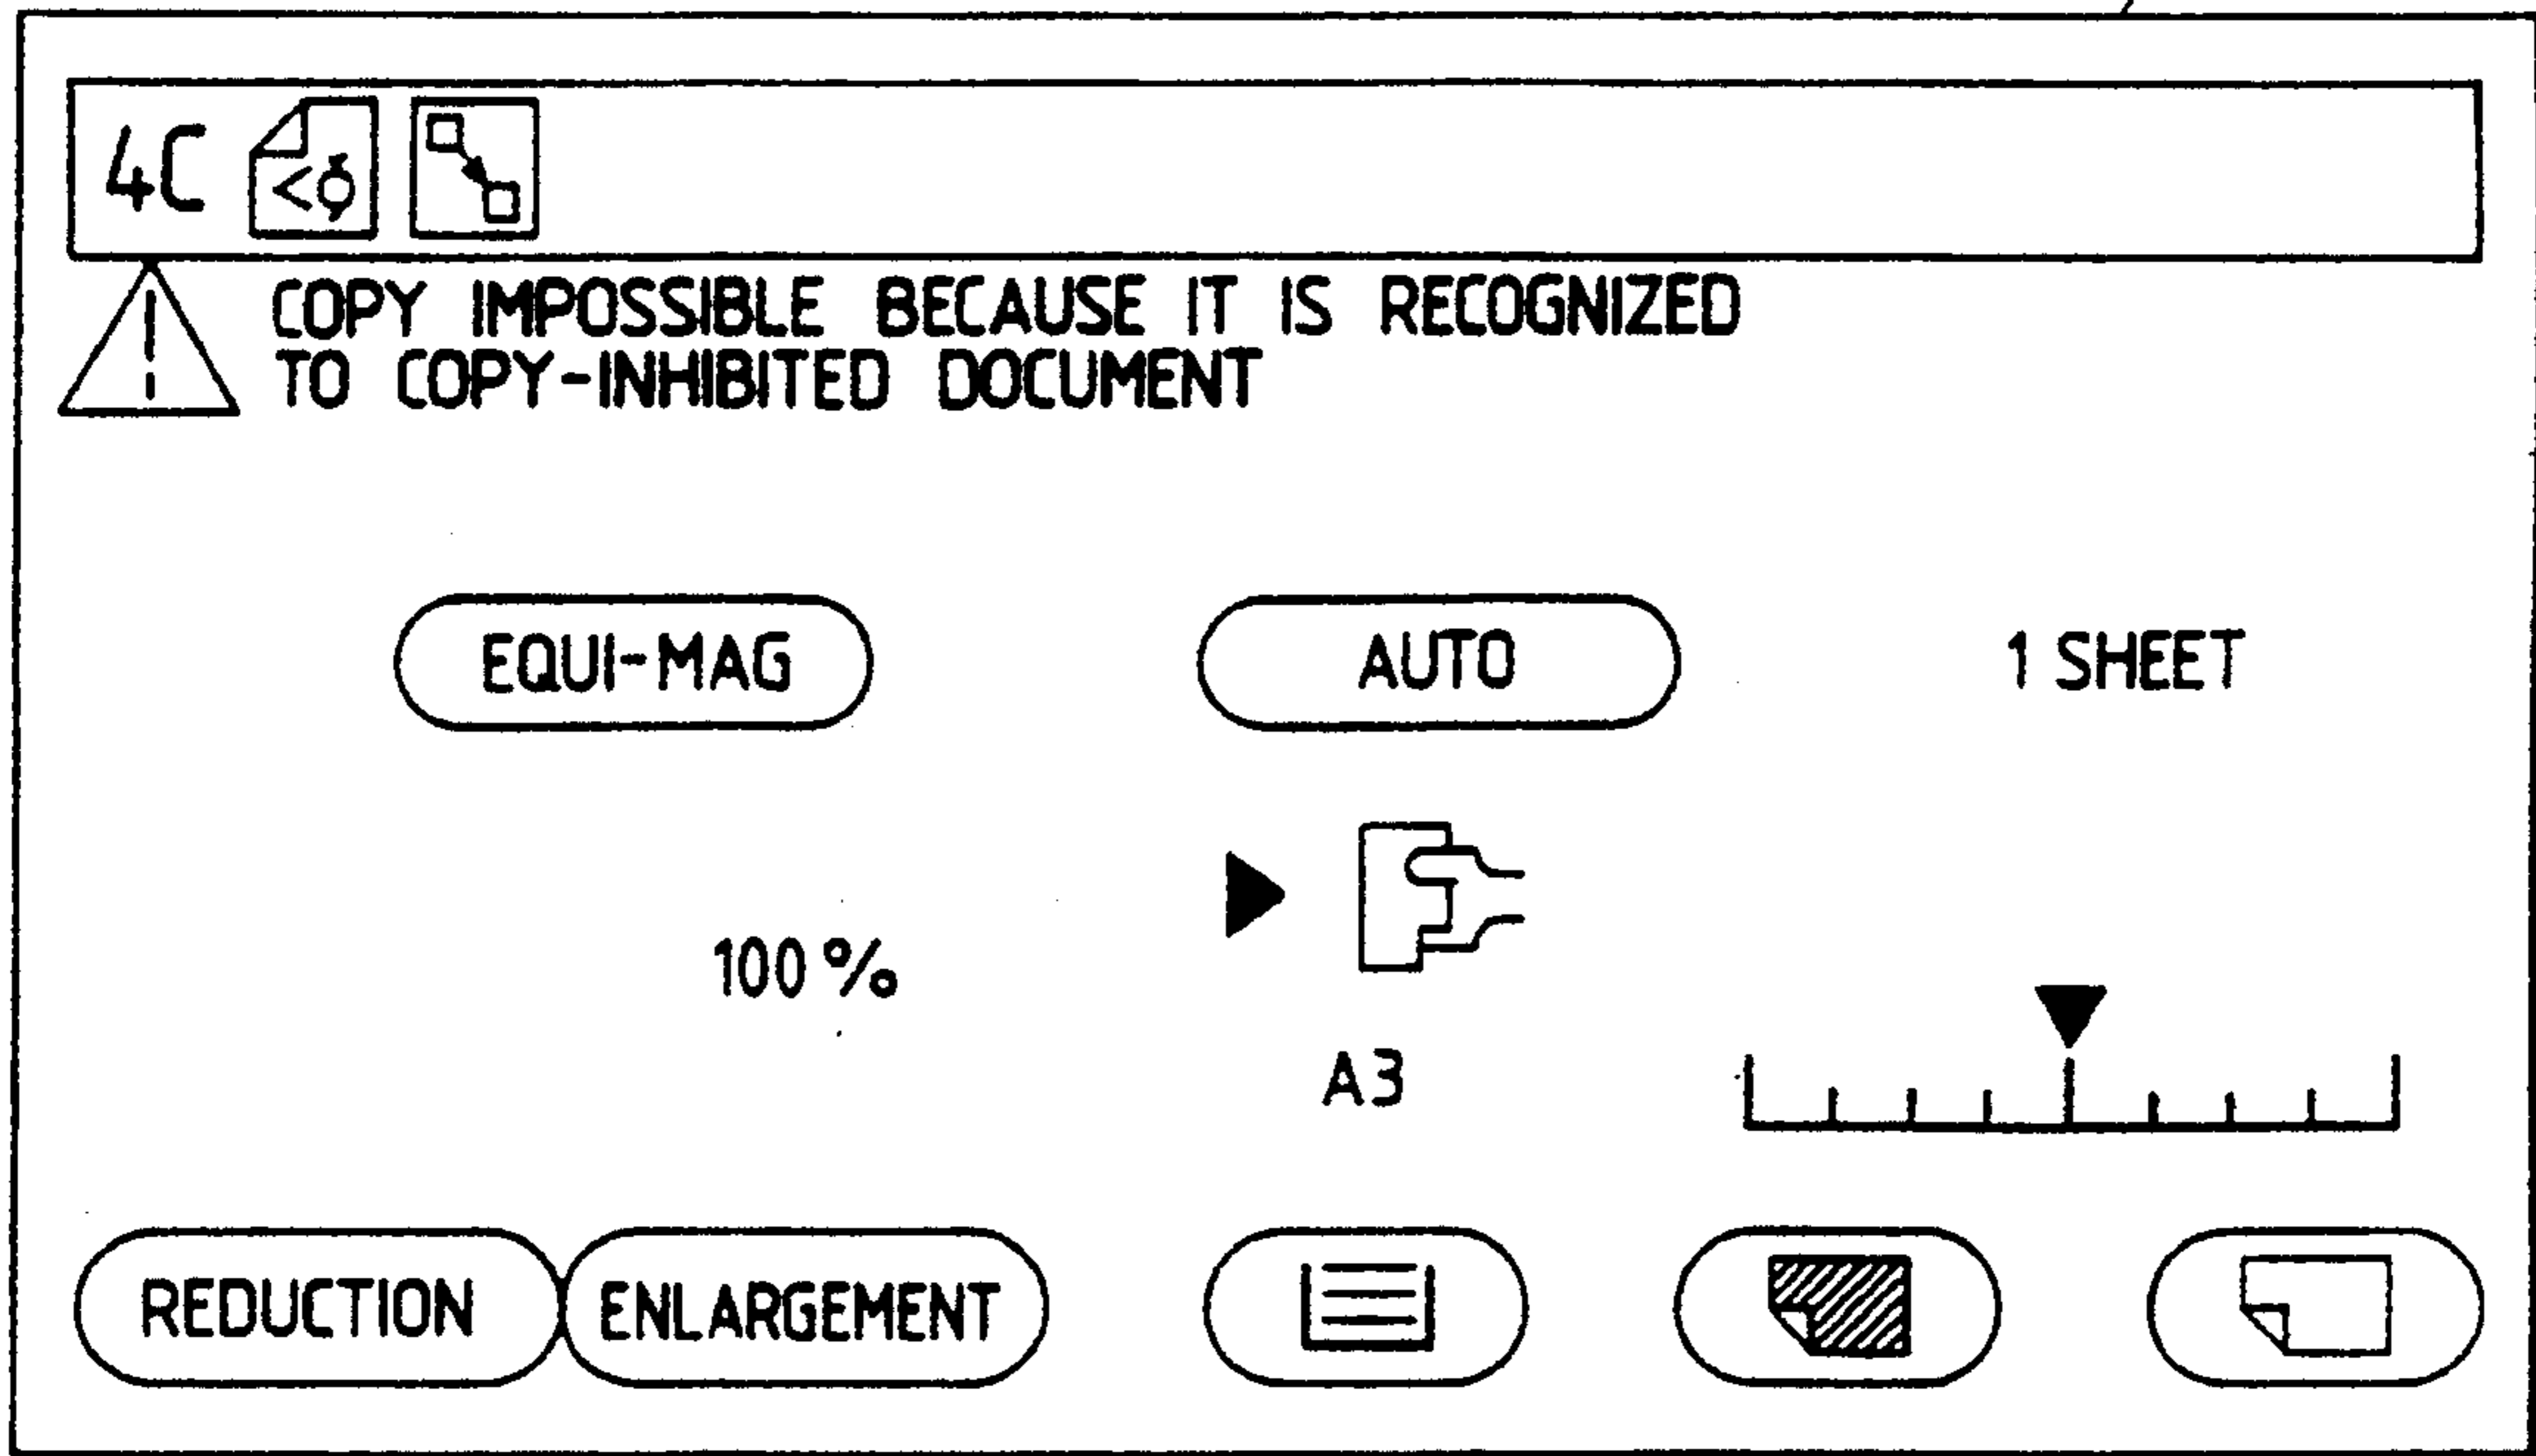 4C
COPY IMPOSSIBLE BECAUSE IT IS RECOGNIZED
TO COPY-INHIBITED DOCUMENT
EQUI-MAG
AUTO
1 SHEET
100%
A3
REDUCTION
ENLARGEMENT